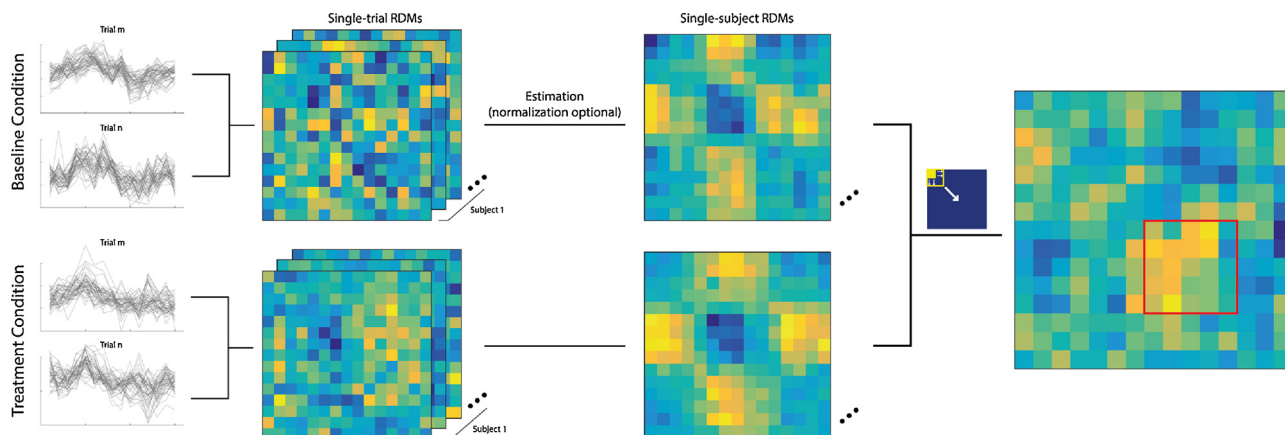 Single-trial RDMs
Single-subject RDMs
Baseline Condition
Trial m
Trial n
Estimation
(normalization optional)
Subject 1
Treatment Condition
Trial m
Trial n
Subject 1